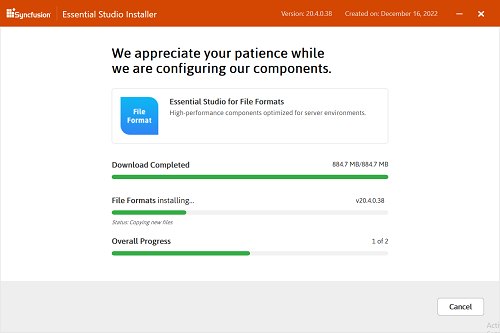 Syncfusion Essential Studio Installer Version: 20.4.0.38 Created on: December 16, 2022
We appreciate your patience while
we are configuring our components.
File
Format
Essential Studio for File Formats
High-performance components optimized for server environments.
Download Completed 884.7 MB/884.7 MB
File Formats installing... v20.4.0.38
Status: Copying new files
Overall Progress 1 of 2
Cancel
Acti